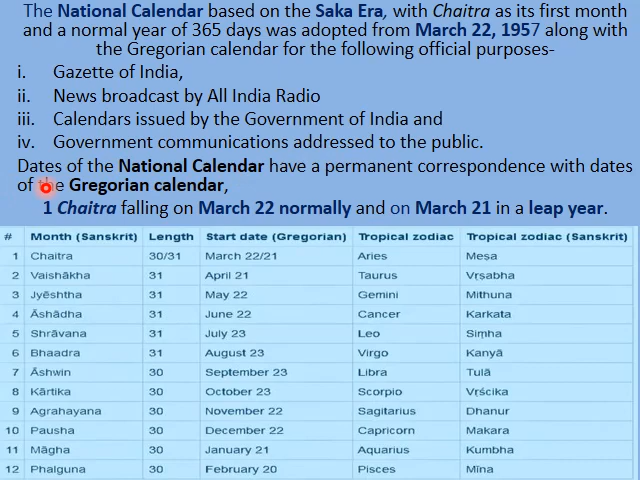 The National Calendar based on the Saka Era, with Chaitra as its first month
and a normal year of 365 days was adopted from March 22, 1957 along with
the Gregorian calendar for the following official purposes-
i. Gazette of India,
ii. News broadcast by All India Radio
iii. Calendars issued by the Government of India and
iv. Government communications addressed to the public.
Dates of the National Calendar have a permanent correspondence with dates
of the Gregorian calendar,
1 Chaitra falling on March 22 normally and on March 21 in a leap year.
# Month (Sanskrit) Length Start date (Gregorian) Tropical zodiac Tropical zodiac (Sanskrit)
1 Chaitra 30/31 March 22/21 Aries Meṣa
2 Vaishākha 31 April 21 Taurus Vṛṣabha
3 Jyēshtha 31 May 22 Gemini Mithuna
4 Āshādha 31 June 22 Cancer Karkata
5 Shrāvana 31 July 23 Leo Siṃha
6 Bhaadra 31 August 23 Virgo Kanyā
7 Āshwin 30 September 23 Libra Tulā
8 Kārtika 30 October 23 Scorpio Vṛścika
9 Agrahayana 30 November 22 Sagitarius Dhanur
10 Pausha 30 December 22 Capricorn Makara
11 Māgha 30 January 21 Aquarius Kumbha
12 Phalguna 30 February 20 Pisces Mīna